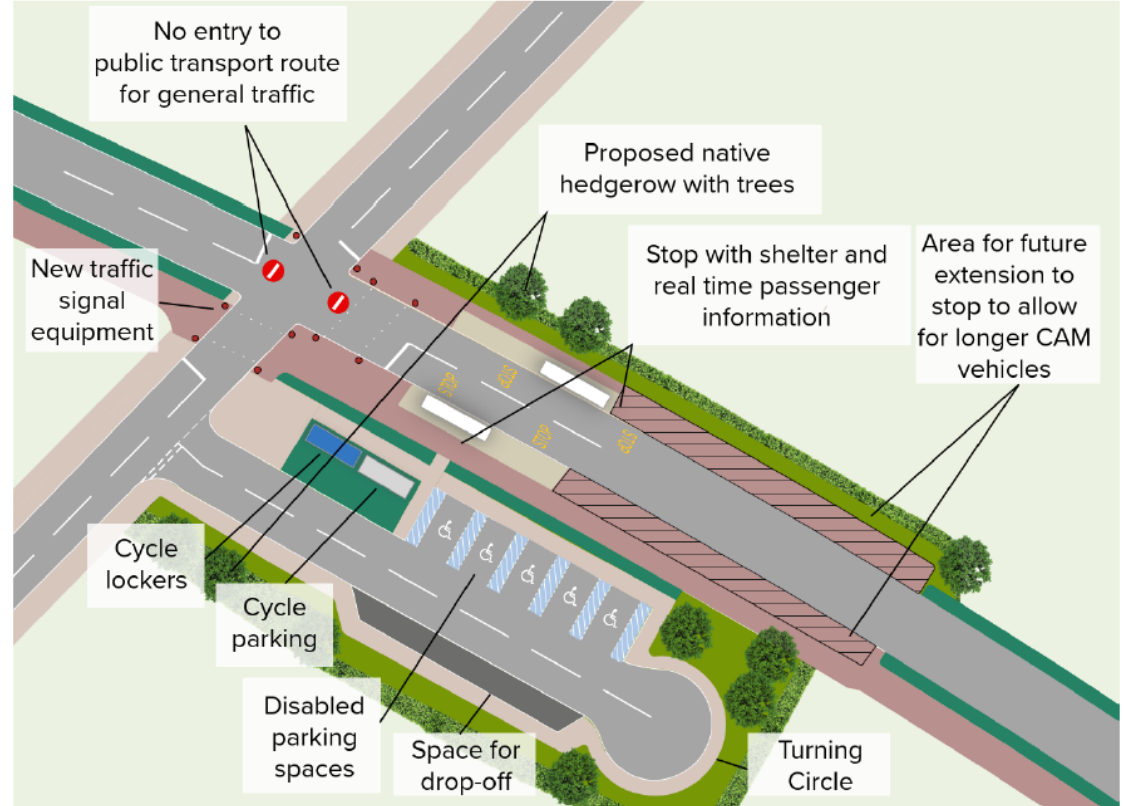 No entry to
public transport route
for general traffic
Proposed native
hedgerow with trees
Stop with shelter and
real time passenger
information
Area for future
extension to
stop to allow
for longer CAM
vehicles
New traffic
signal
equipment
STOP
STOP
STOP
STOP
Cycle
lockers
Cycle
parking
Disabled
parking
spaces
Space for
drop-off
Turning
Circle